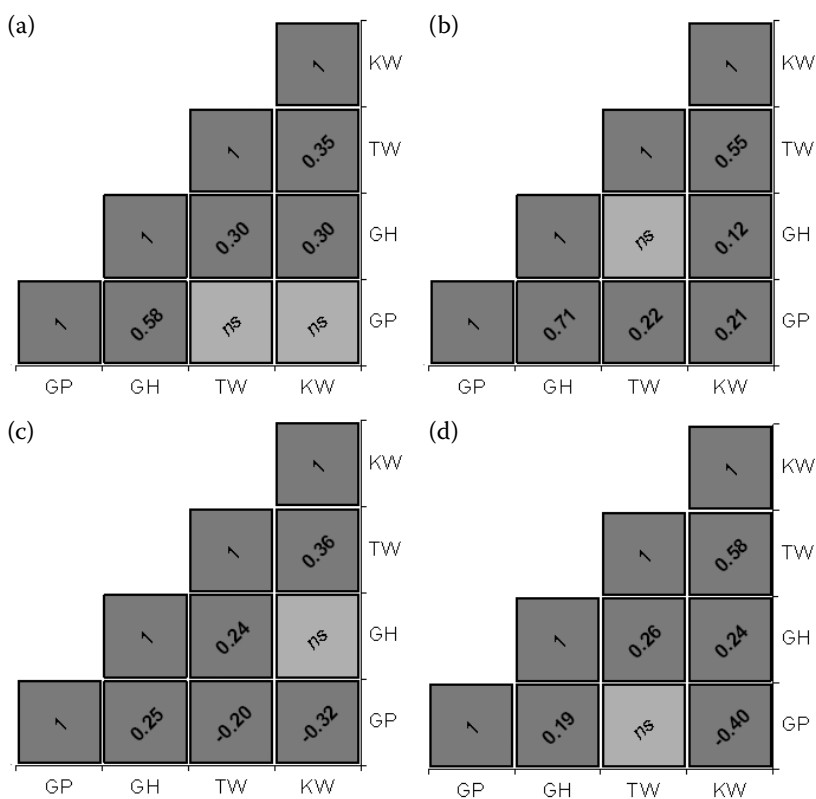 (a)
1 KW
1 0.35 TW
1 0.30 0.30 GH
1 0.58 ns ns GP
GP GH TW KW
(b)
1 KW
1 0.55 TW
1 ns 0.12 GH
1 0.71 0.22 0.21 GP
GP GH TW KW
(c)
1 KW
1 0.36 TW
1 0.24 ns GH
1 0.25 -0.20 -0.32 GP
GP GH TW KW
(d)
1 KW
1 0.58 TW
1 0.26 0.24 GH
1 0.19 ns -0.40 GP
GP GH TW KW